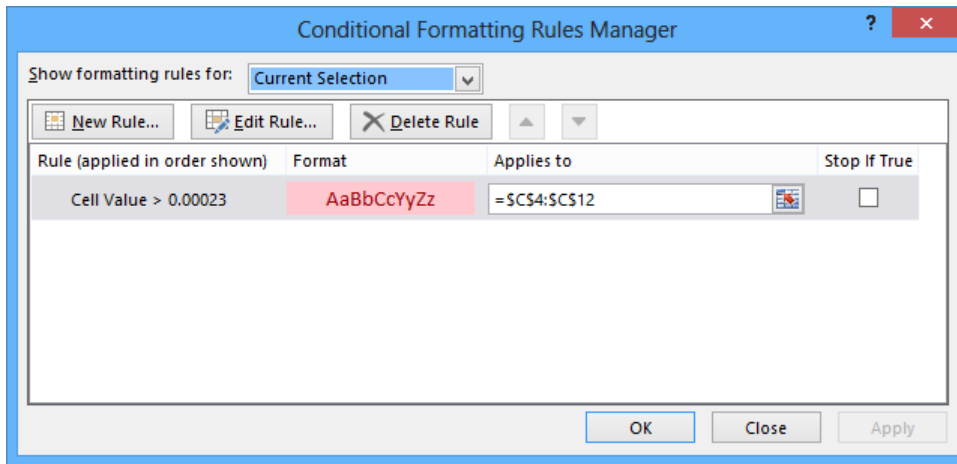 Conditional Formatting Rules Manager ?
Show formatting rules for: Current Selection
New Rule... Edit Rule... Delete Rule
Rule (applied in order shown) Format Applies to Stop If True
Cell Value > 0.00023 AaBbCcYyZz =$C$4:$C$12
OK Close Apply